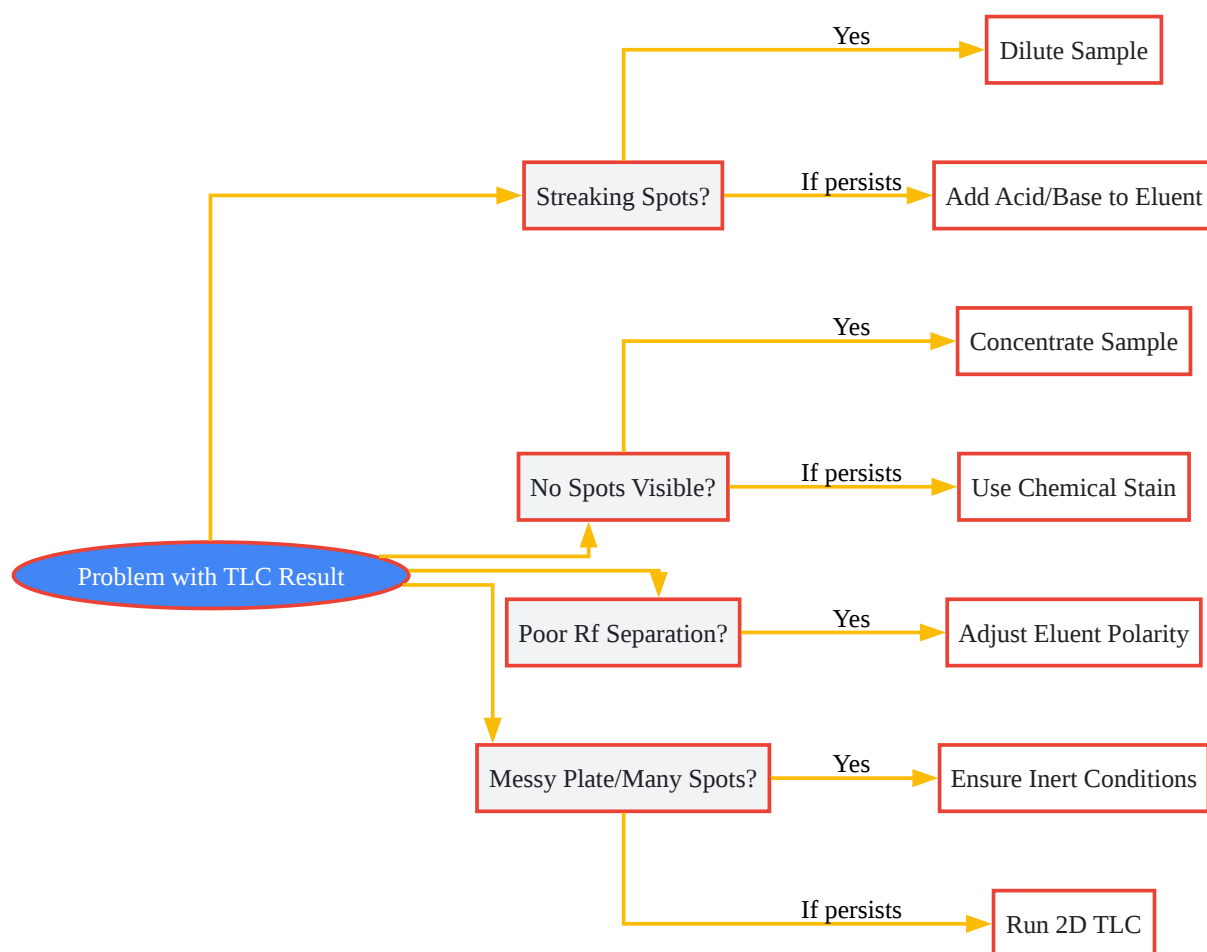 Yes
Dilute Sample
Streaking Spots?
If persists
Add Acid/Base to Eluent
Yes
Concentrate Sample
No Spots Visible?
If persists
Use Chemical Stain
Problem with TLC Result
Poor Rf Separation?
Yes
Adjust Eluent Polarity
Messy Plate/Many Spots?
Yes
Ensure Inert Conditions
If persists
Run 2D TLC